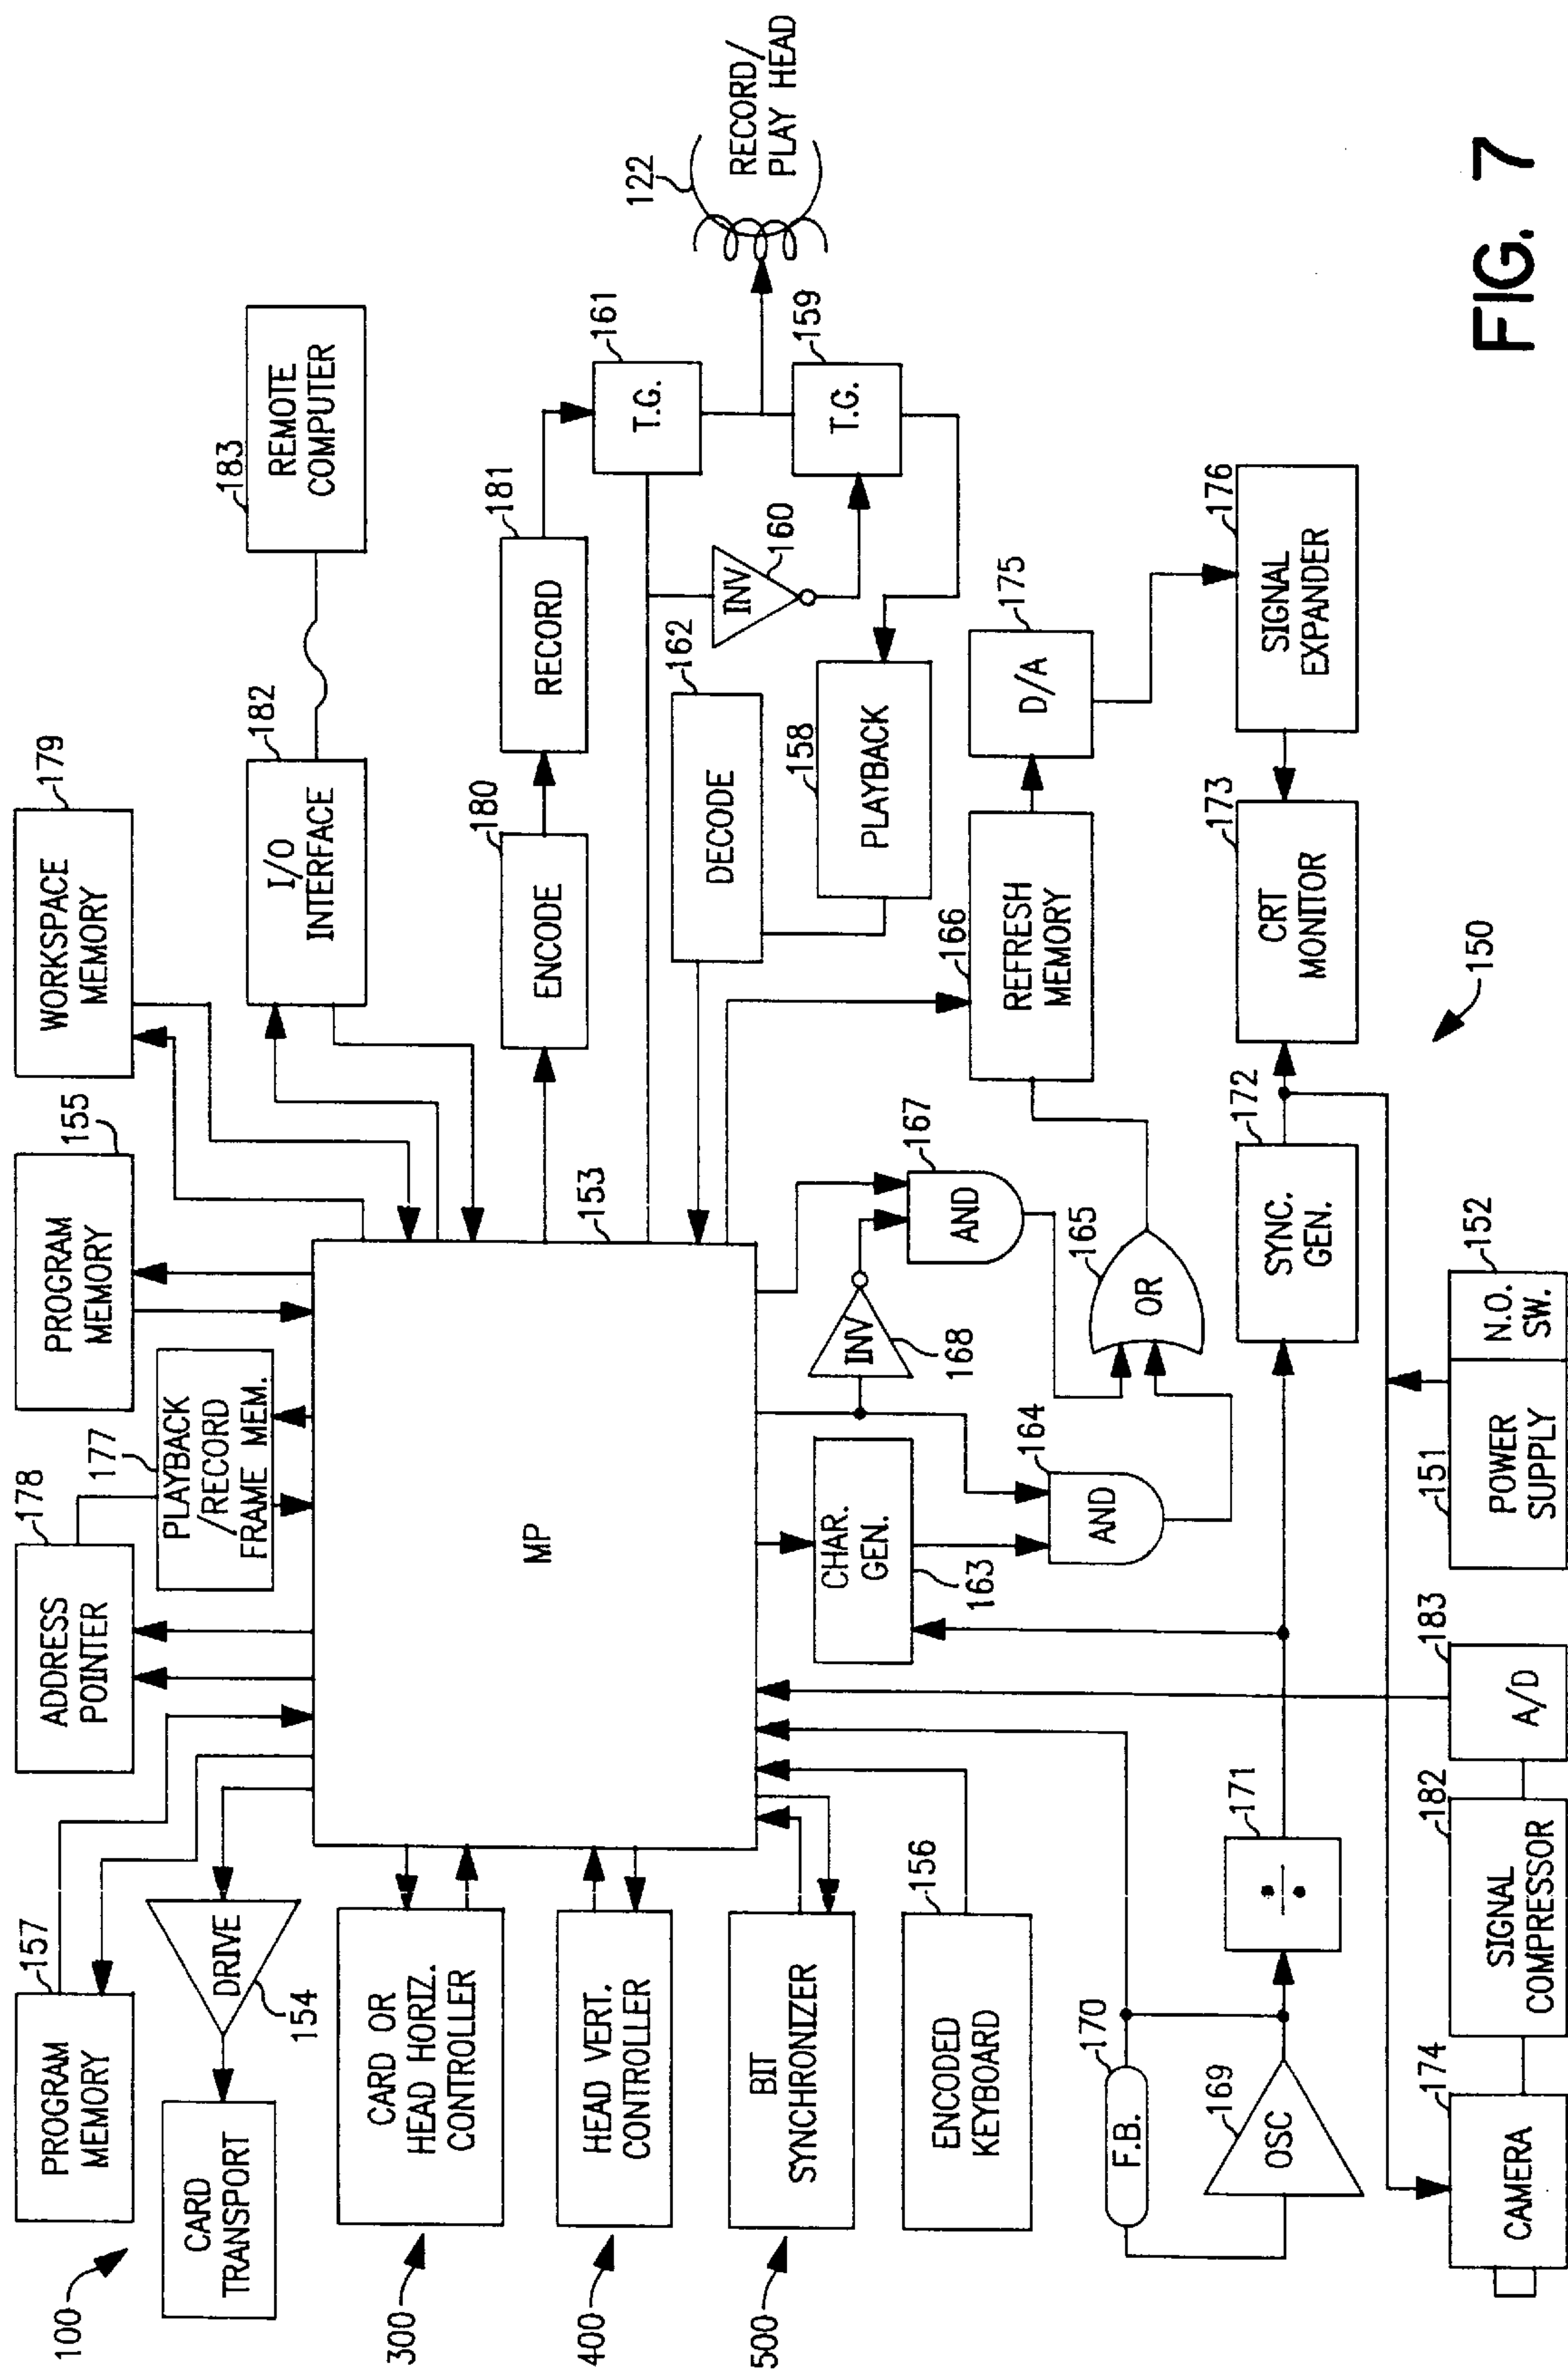 100
PROGRAM
MEMORY
157
ADDRESS
POINTER
178
PLAYBACK
/RECORD
FRAME MEM.
177
PROGRAM
MEMORY
155
WORKSPACE
MEMORY
179
CARD
TRANSPORT
DRIVE
154
I/O
INTERFACE
182
REMOTE
COMPUTER
183
300
CARD OR
HEAD HORIZ.
CONTROLLER
400
HEAD VERT.
CONTROLLER
500
BIT
SYNCHRONIZER
ENCODED
KEYBOARD
156
MP
153
ENCODE
180
RECORD
181
T.G.
161
INV
160
T.G.
159
122
RECORD/
PLAY HEAD
DECODE
162
PLAYBACK
158
CHAR.
GEN.
163
INV
168
AND
167
AND
164
OR
165
REFRESH
MEMORY
166
D/A
175
F.B.
170
OSC
169
÷
171
SYNC.
GEN.
172
CRT
MONITOR
173
SIGNAL
EXPANDER
176
CAMERA
174
SIGNAL
COMPRESSOR
182
A/D
183
POWER
SUPPLY
151
N.O.
SW.
152
150
FIG. 7